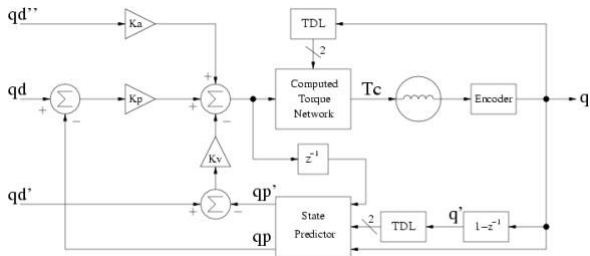 qd''
Ka
TDL
2
qd
+
Σ
−
Kp
+
+
Σ
−
Computed
Torque
Network
Tc
Encoder
q
Kv
z⁻¹
qd'
+
Σ
−
qp'
qp
State
Predictor
2
TDL
q'
1−z⁻¹